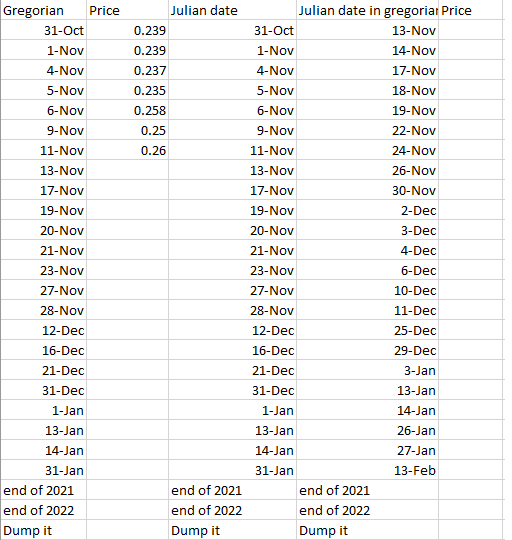 Gregorian Price Julian date Julian date in gregorian Price
31-Oct 0.239 31-Oct 13-Nov
1-Nov 0.239 1-Nov 14-Nov
4-Nov 0.237 4-Nov 17-Nov
5-Nov 0.235 5-Nov 18-Nov
6-Nov 0.258 6-Nov 19-Nov
9-Nov 0.25 9-Nov 22-Nov
11-Nov 0.26 11-Nov 24-Nov
13-Nov 13-Nov 26-Nov
17-Nov 17-Nov 30-Nov
19-Nov 19-Nov 2-Dec
20-Nov 20-Nov 3-Dec
21-Nov 21-Nov 4-Dec
23-Nov 23-Nov 6-Dec
27-Nov 27-Nov 10-Dec
28-Nov 28-Nov 11-Dec
12-Dec 12-Dec 25-Dec
16-Dec 16-Dec 29-Dec
21-Dec 21-Dec 3-Jan
31-Dec 31-Dec 13-Jan
1-Jan 1-Jan 14-Jan
13-Jan 13-Jan 26-Jan
14-Jan 14-Jan 27-Jan
31-Jan 31-Jan 13-Feb
end of 2021 end of 2021 end of 2021
end of 2022 end of 2022 end of 2022
Dump it Dump it Dump it